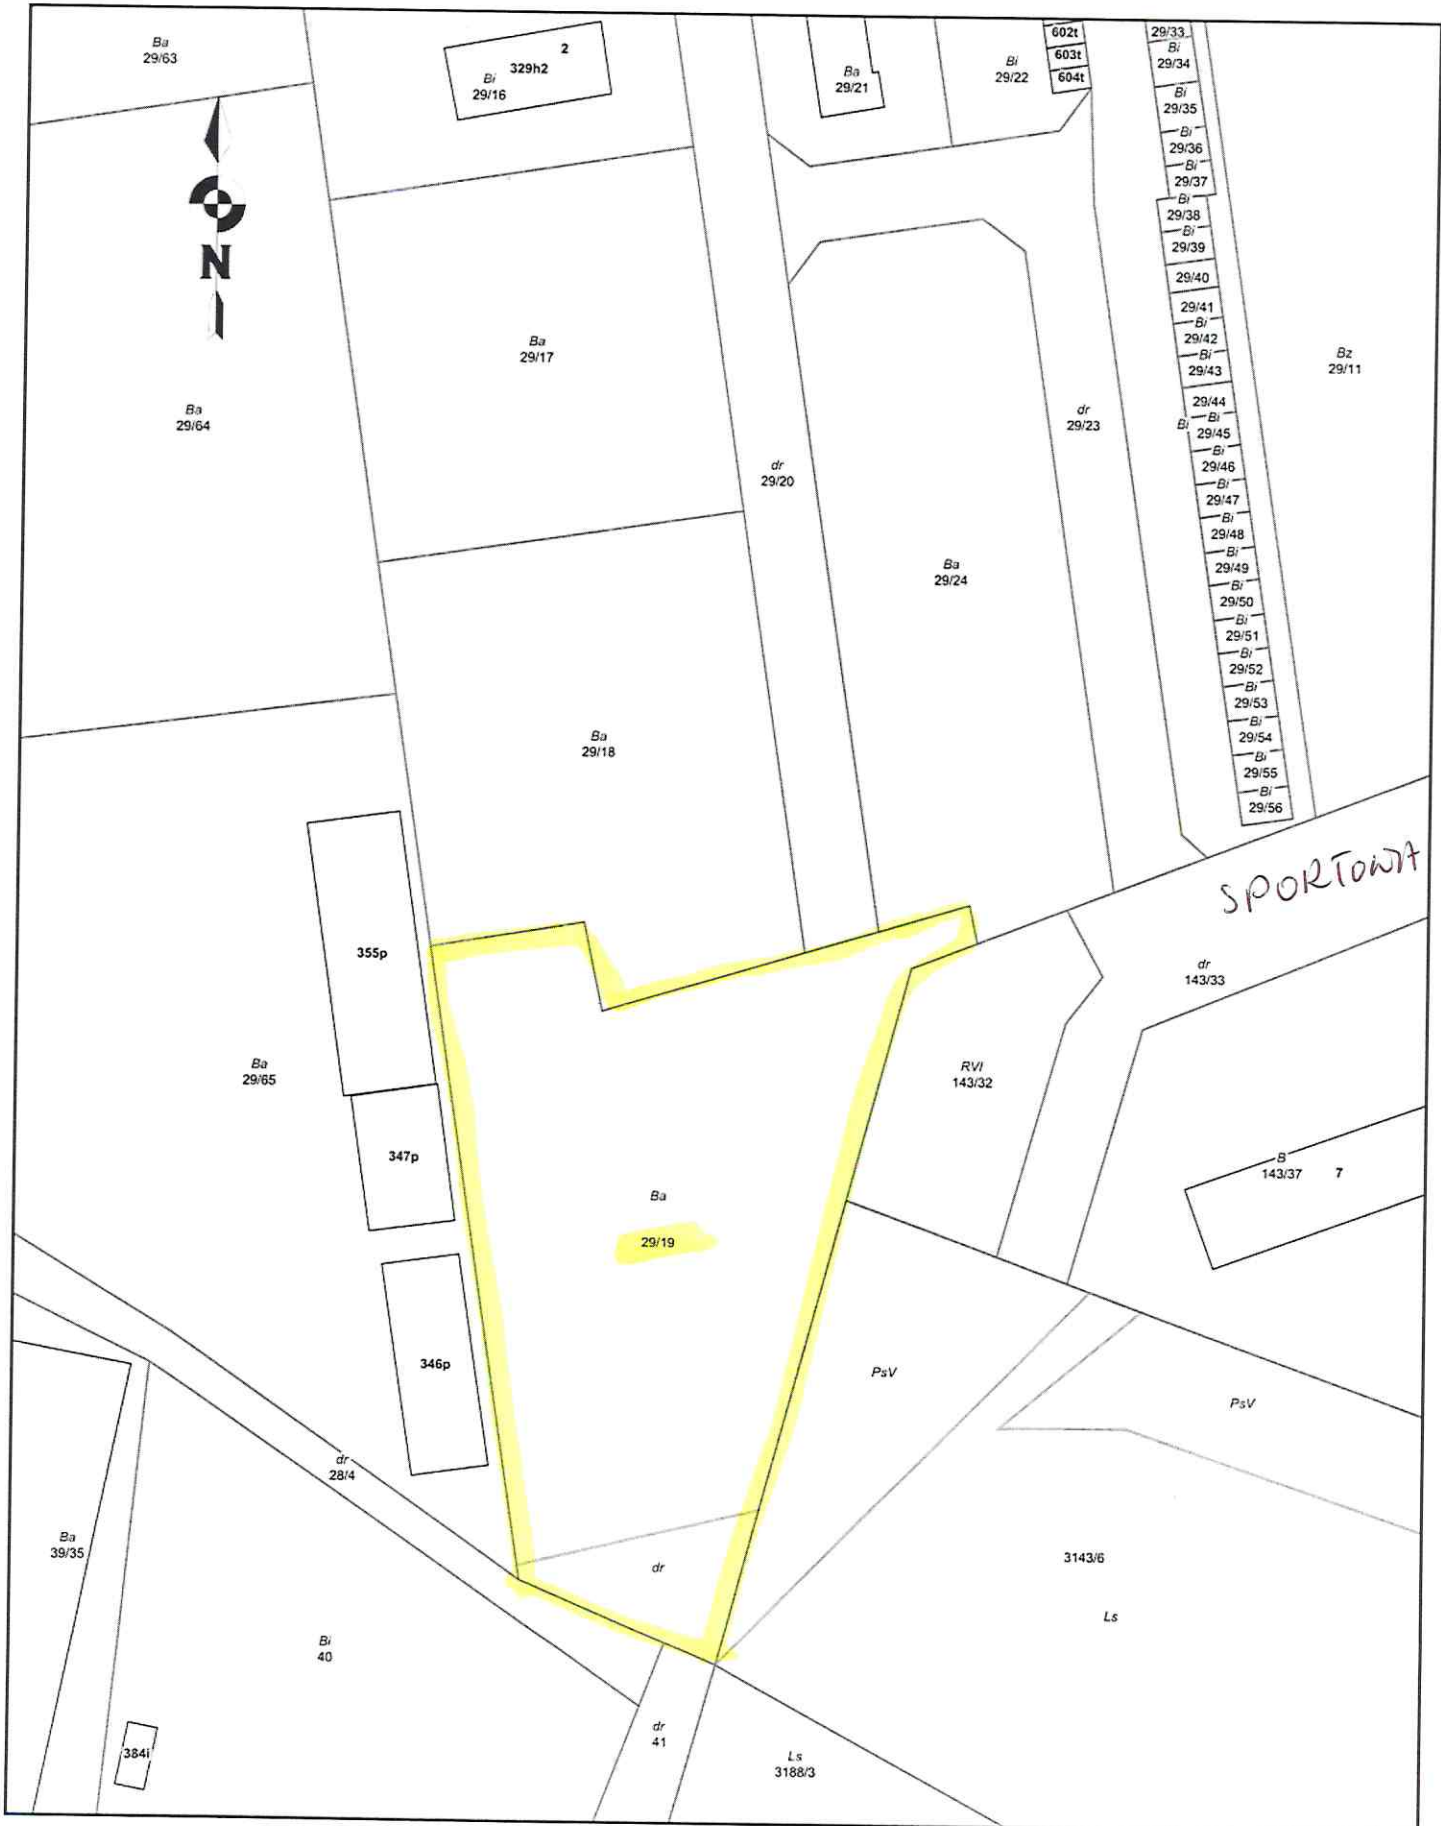 Ba
29/63
2
329h2
Bi
29/16
Ba
29/21
Bi
29/22
602t
603t
604t
29/33
Bi
29/34
Bi
29/35
Bi
29/36
Bi
29/37
Bi
29/38
Bi
29/39
29/40
29/41
Bi
29/42
Bi
29/43
29/44
Bi
Bi
29/45
Bi
29/46
Bi
29/47
Bi
29/48
Bi
29/49
Bi
29/50
Bi
29/51
Bi
29/52
Bi
29/53
Bi
29/54
Bi
29/55
Bi
29/56
N
Ba
29/17
Bz
29/11
Ba
29/64
dr
29/23
dr
29/20
Ba
29/24
Ba
29/18
SPORTOWA
355p
dr
143/33
Ba
29/65
RVI
143/32
347p
B
143/37 7
Ba
29/19
346p
PsV
PsV
dr
28/4
Ba
39/35
dr
3143/6
Ls
Bi
40
384i
dr
41
Ls
3188/3